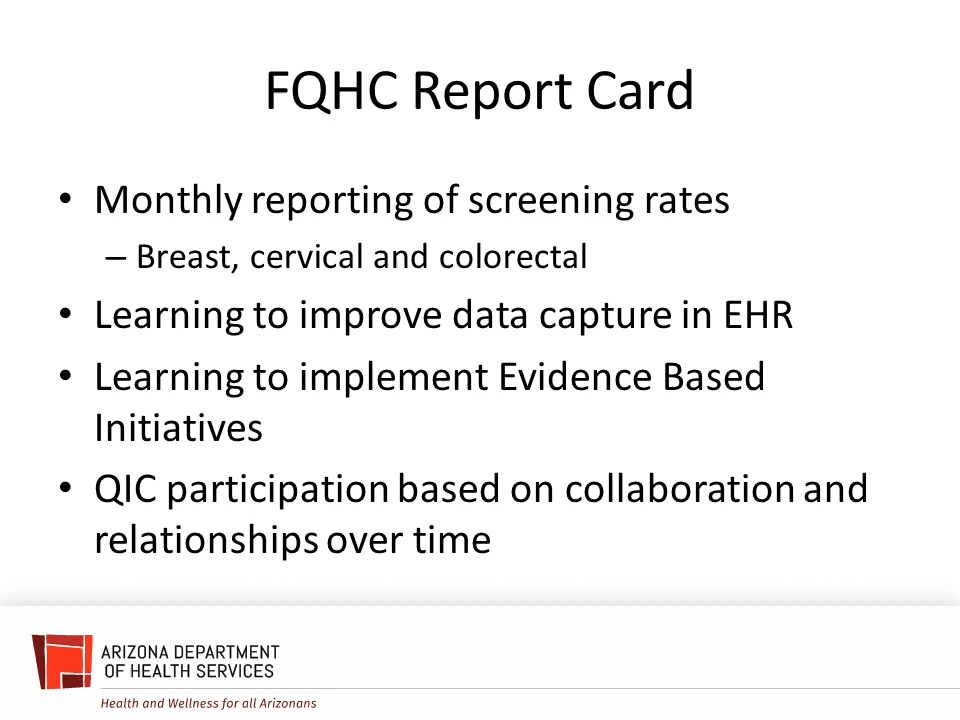 FQHC Report Card
• Monthly reporting of screening rates
– Breast, cervical and colorectal
• Learning to improve data capture in EHR
• Learning to implement Evidence Based
Initiatives
• QIC participation based on collaboration and
relationships over time
ARIZONA DEPARTMENT
OF HEALTH SERVICES
Health and Wellness for all Arizonans